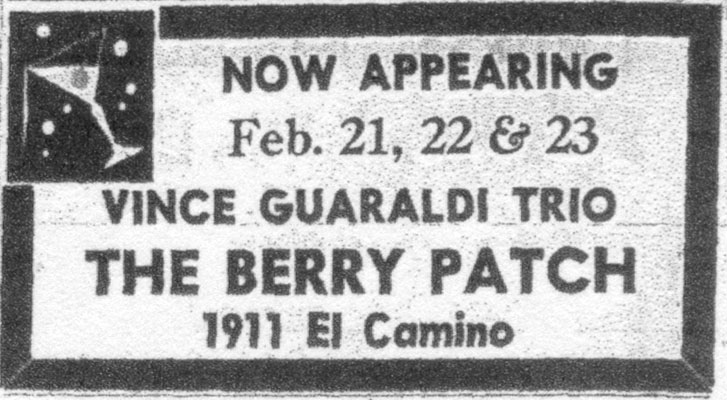 NOW APPEARING
Feb. 21, 22 & 23
VINCE GUARALDI TRIO
THE BERRY PATCH
1911 El Camino